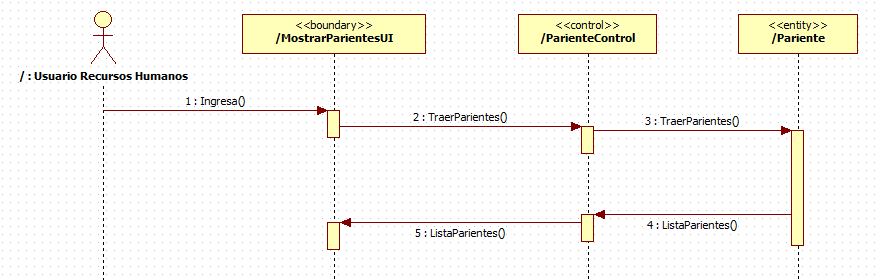 <<boundary>>
/MostrarParientesUI
<<control>>
/ParienteControl
<<entity>>
/Pariente
/ : Usuario Recursos Humanos
1 : Ingresa()
2 : TraerParientes()
3 : TraerParientes()
4 : ListaParientes()
5 : ListaParientes()